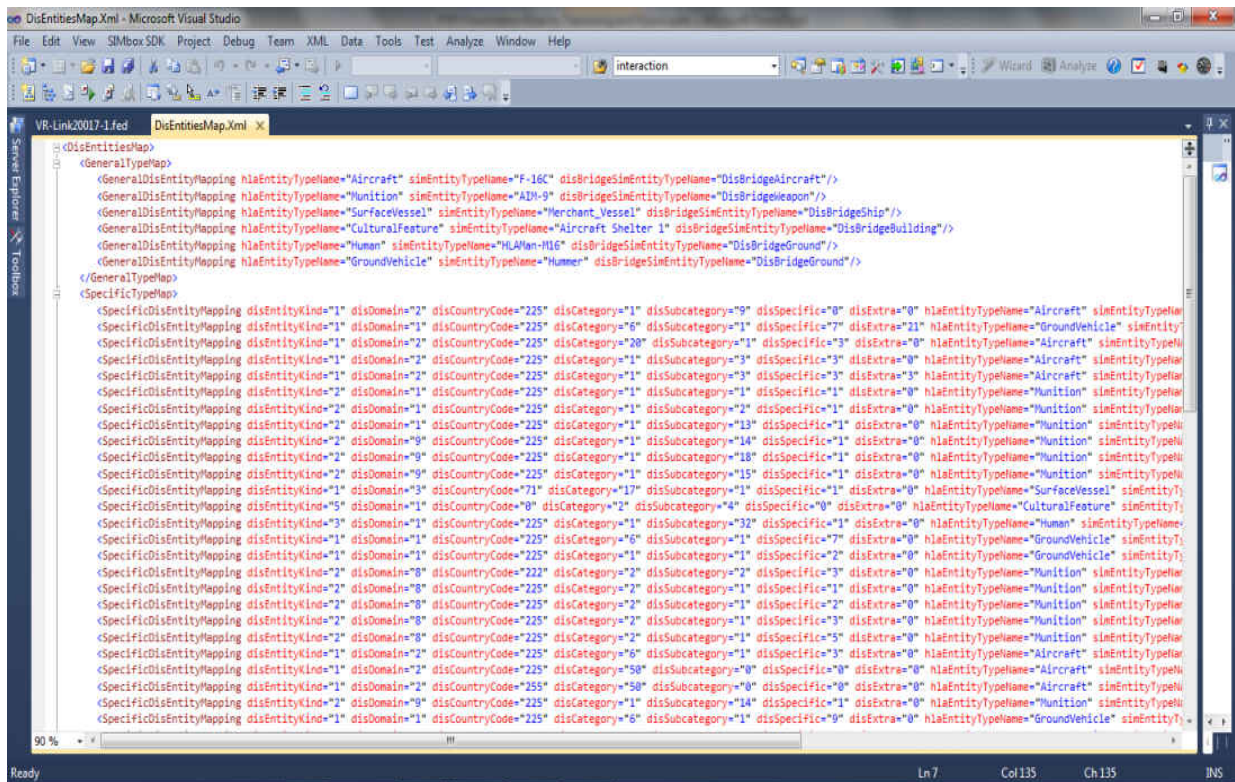 DisEntitiesMap.Xml - Microsoft Visual Studio
File Edit View SIMbox SDK Project Debug Team XML Data Tools Test Analyze Window Help
interaction Wizard Analyze
VR-Link20017-1.fed DisEntitiesMap.Xml
Server Explorer
Toolbox
<DisEntitiesMap>
<GeneralTypeMap>
<GeneralDisEntityMapping hlaEntityTypeName="Aircraft" simEntityTypeName="F-16C" disBridgeSimEntityTypeName="DisBridgeAircraft"/>
<GeneralDisEntityMapping hlaEntityTypeName="Munition" simEntityTypeName="AIM-9" disBridgeSimEntityTypeName="DisBridgeWeapon"/>
<GeneralDisEntityMapping hlaEntityTypeName="SurfaceVessel" simEntityTypeName="Merchant_Vessel" disBridgeSimEntityTypeName="DisBridgeShip"/>
<GeneralDisEntityMapping hlaEntityTypeName="CulturalFeature" simEntityTypeName="Aircraft Shelter 1" disBridgeSimEntityTypeName="DisBridgeBuilding"/>
<GeneralDisEntityMapping hlaEntityTypeName="Human" simEntityTypeName="HLAMan-M16" disBridgeSimEntityTypeName="DisBridgeGround"/>
<GeneralDisEntityMapping hlaEntityTypeName="GroundVehicle" simEntityTypeName="Hummer" disBridgeSimEntityTypeName="DisBridgeGround"/>
</GeneralTypeMap>
<SpecificTypeMap>
<SpecificDisEntityMapping disEntityKind="1" disDomain="2" disCountryCode="225" disCategory="1" disSubcategory="9" disSpecific="0" disExtra="0" hlaEntityTypeName="Aircraft" simEntityTypeNam
<SpecificDisEntityMapping disEntityKind="1" disDomain="2" disCountryCode="225" disCategory="6" disSubcategory="1" disSpecific="7" disExtra="21" hlaEntityTypeName="GroundVehicle" simEntityT
<SpecificDisEntityMapping disEntityKind="1" disDomain="2" disCountryCode="225" disCategory="20" disSubcategory="1" disSpecific="3" disExtra="0" hlaEntityTypeName="Aircraft" simEntityTypeN
<SpecificDisEntityMapping disEntityKind="1" disDomain="2" disCountryCode="225" disCategory="1" disSubcategory="3" disSpecific="3" disExtra="0" hlaEntityTypeName="Aircraft" simEntityTypeNam
<SpecificDisEntityMapping disEntityKind="1" disDomain="2" disCountryCode="225" disCategory="1" disSubcategory="3" disSpecific="3" disExtra="3" hlaEntityTypeName="Aircraft" simEntityTypeNam
<SpecificDisEntityMapping disEntityKind="2" disDomain="1" disCountryCode="225" disCategory="1" disSubcategory="1" disSpecific="1" disExtra="0" hlaEntityTypeName="Munition" simEntityTypeNam
<SpecificDisEntityMapping disEntityKind="2" disDomain="1" disCountryCode="225" disCategory="1" disSubcategory="2" disSpecific="1" disExtra="0" hlaEntityTypeName="Munition" simEntityTypeNam
<SpecificDisEntityMapping disEntityKind="2" disDomain="1" disCountryCode="225" disCategory="1" disSubcategory="13" disSpecific="1" disExtra="0" hlaEntityTypeName="Munition" simEntityTypeN
<SpecificDisEntityMapping disEntityKind="2" disDomain="9" disCountryCode="225" disCategory="1" disSubcategory="14" disSpecific="1" disExtra="0" hlaEntityTypeName="Munition" simEntityTypeN
<SpecificDisEntityMapping disEntityKind="2" disDomain="9" disCountryCode="225" disCategory="1" disSubcategory="18" disSpecific="1" disExtra="0" hlaEntityTypeName="Munition" simEntityTypeN
<SpecificDisEntityMapping disEntityKind="2" disDomain="9" disCountryCode="225" disCategory="1" disSubcategory="15" disSpecific="1" disExtra="0" hlaEntityTypeName="Munition" simEntityTypeN
<SpecificDisEntityMapping disEntityKind="1" disDomain="3" disCountryCode="71" disCategory="17" disSubcategory="1" disSpecific="1" disExtra="0" hlaEntityTypeName="SurfaceVessel" simEntityTy
<SpecificDisEntityMapping disEntityKind="5" disDomain="1" disCountryCode="0" disCategory="2" disSubcategory="4" disSpecific="0" disExtra="0" hlaEntityTypeName="CulturalFeature" simEntityTy
<SpecificDisEntityMapping disEntityKind="3" disDomain="1" disCountryCode="225" disCategory="1" disSubcategory="32" disSpecific="1" disExtra="0" hlaEntityTypeName="Human" simEntityTypeName=
<SpecificDisEntityMapping disEntityKind="1" disDomain="1" disCountryCode="225" disCategory="6" disSubcategory="1" disSpecific="7" disExtra="0" hlaEntityTypeName="GroundVehicle" simEntityTy
<SpecificDisEntityMapping disEntityKind="1" disDomain="1" disCountryCode="225" disCategory="1" disSubcategory="1" disSpecific="2" disExtra="0" hlaEntityTypeName="GroundVehicle" simEntityTy
<SpecificDisEntityMapping disEntityKind="2" disDomain="8" disCountryCode="222" disCategory="2" disSubcategory="2" disSpecific="3" disExtra="0" hlaEntityTypeName="Munition" simEntityTypeNam
<SpecificDisEntityMapping disEntityKind="2" disDomain="8" disCountryCode="225" disCategory="2" disSubcategory="1" disSpecific="1" disExtra="0" hlaEntityTypeName="Munition" simEntityTypeNam
<SpecificDisEntityMapping disEntityKind="2" disDomain="8" disCountryCode="225" disCategory="2" disSubcategory="1" disSpecific="2" disExtra="0" hlaEntityTypeName="Munition" simEntityTypeNam
<SpecificDisEntityMapping disEntityKind="2" disDomain="8" disCountryCode="225" disCategory="2" disSubcategory="1" disSpecific="3" disExtra="0" hlaEntityTypeName="Munition" simEntityTypeNam
<SpecificDisEntityMapping disEntityKind="2" disDomain="8" disCountryCode="225" disCategory="2" disSubcategory="1" disSpecific="5" disExtra="0" hlaEntityTypeName="Munition" simEntityTypeNam
<SpecificDisEntityMapping disEntityKind="1" disDomain="2" disCountryCode="225" disCategory="6" disSubcategory="1" disSpecific="3" disExtra="0" hlaEntityTypeName="Aircraft" simEntityTypeNam
<SpecificDisEntityMapping disEntityKind="1" disDomain="2" disCountryCode="225" disCategory="50" disSubcategory="0" disSpecific="0" disExtra="0" hlaEntityTypeName="Aircraft" simEntityTypeN
<SpecificDisEntityMapping disEntityKind="1" disDomain="2" disCountryCode="255" disCategory="50" disSubcategory="0" disSpecific="0" disExtra="0" hlaEntityTypeName="Aircraft" simEntityTypeN
<SpecificDisEntityMapping disEntityKind="2" disDomain="9" disCountryCode="225" disCategory="1" disSubcategory="14" disSpecific="1" disExtra="0" hlaEntityTypeName="Munition" simEntityTypeN
<SpecificDisEntityMapping disEntityKind="1" disDomain="1" disCountryCode="225" disCategory="6" disSubcategory="1" disSpecific="9" disExtra="0" hlaEntityTypeName="GroundVehicle" simEntityTy
90 %
Ready Ln 7 Col 135 Ch 135 INS